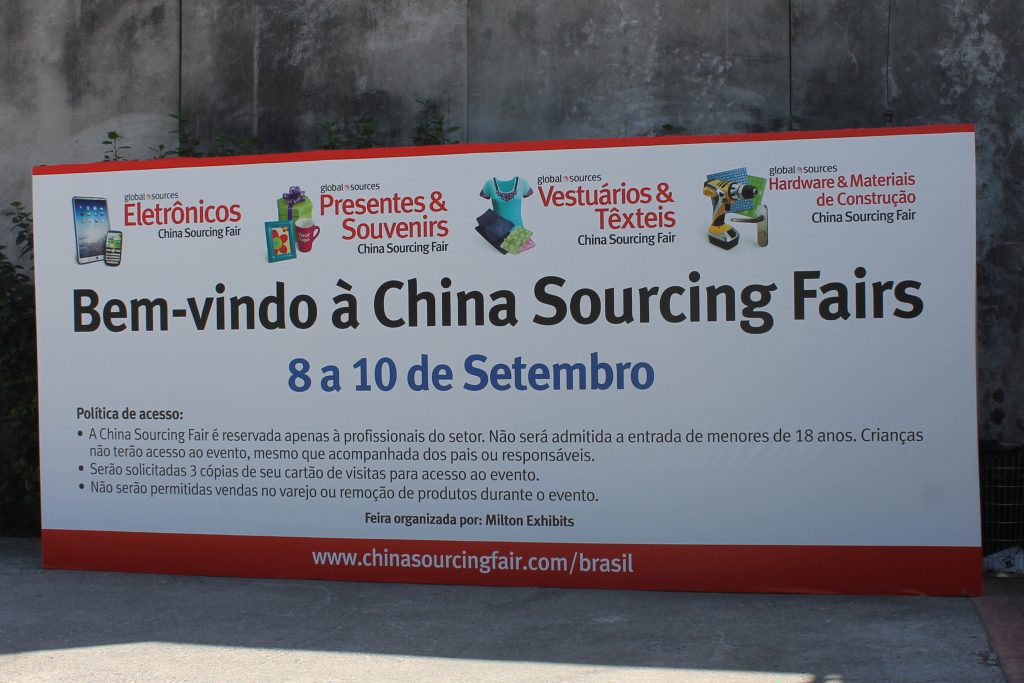 global sources
Eletrônicos
China Sourcing Fair
global sources
Presentes &
Souvenirs
China Sourcing Fair
global sources
Vestuários &
Têxteis
China Sourcing Fair
global sources
Hardware & Materiais
de Construção
China Sourcing Fair
Bem-vindo à China Sourcing Fairs
8 a 10 de Setembro
Política de acesso:
• A China Sourcing Fair é reservada apenas à profissionais do setor. Não será admitida a entrada de menores de 18 anos. Crianças
não terão acesso ao evento, mesmo que acompanhada dos pais ou responsáveis.
• Serão solicitadas 3 cópias de seu cartão de visitas para acesso ao evento.
• Não serão permitidas vendas no varejo ou remoção de produtos durante o evento.
Feira organizada por: Milton Exhibits
www.chinasourcingfair.com/brasil